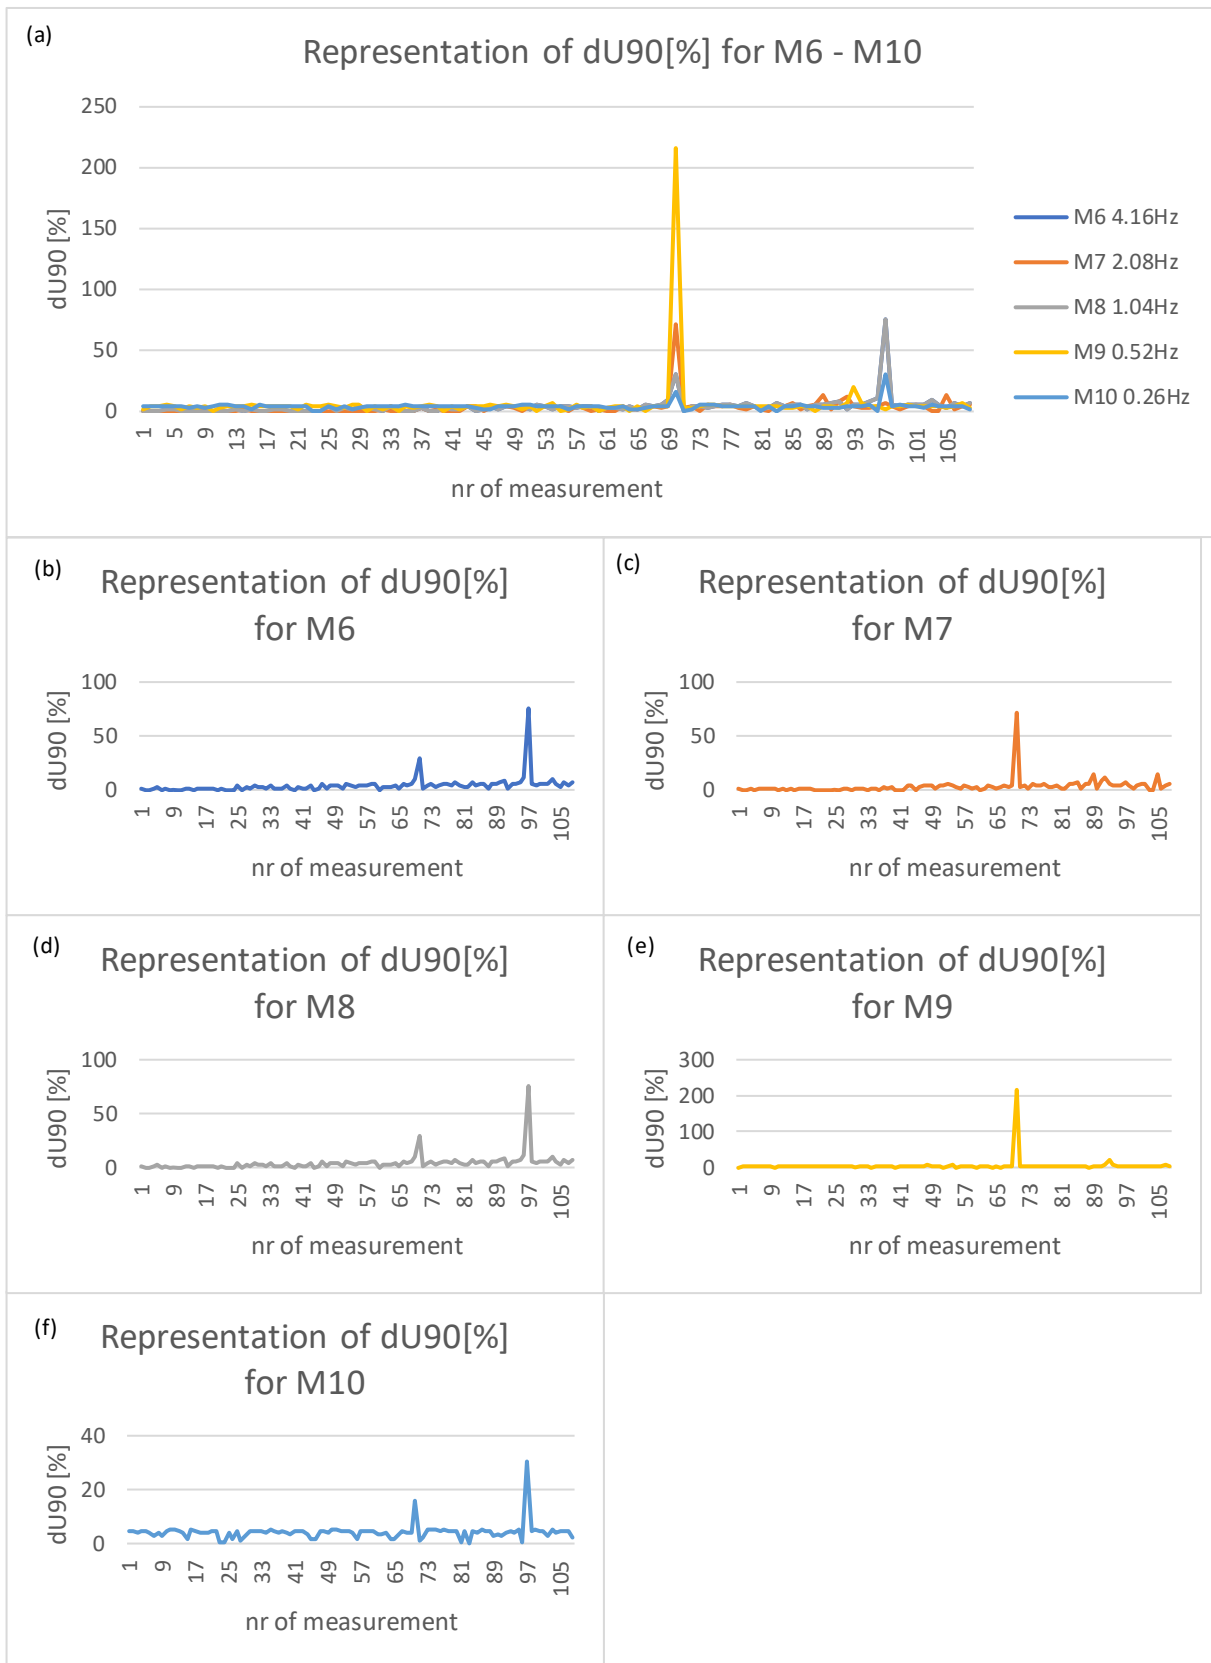 (a)
Representation of dU90[%] for M6 - M10
250
200
150
100
50
0
dU90 [%]
1 5 9 13 17 21 25 29 33 37 41 45 49 53 57 61 65 69 73 77 81 85 89 93 97 101 105
nr of measurement
M6 4.16Hz
M7 2.08Hz
M8 1.04Hz
M9 0.52Hz
M10 0.26Hz
(b)
Representation of dU90[%]
for M6
100
50
0
dU90 [%]
1 9 17 25 33 41 49 57 65 73 81 89 97 105
nr of measurement
(c)
Representation of dU90[%]
for M7
100
50
0
dU90 [%]
1 9 17 25 33 41 49 57 65 73 81 89 97 105
nr of measurement
(d)
Representation of dU90[%]
for M8
100
50
0
dU90 [%]
1 9 17 25 33 41 49 57 65 73 81 89 97 105
nr of measurement
(e)
Representation of dU90[%]
for M9
300
200
100
0
dU90 [%]
1 9 17 25 33 41 49 57 65 73 81 89 97 105
nr of measurement
(f)
Representation of dU90[%]
for M10
40
20
0
dU90 [%]
1 9 17 25 33 41 49 57 65 73 81 89 97 105
nr of measurement